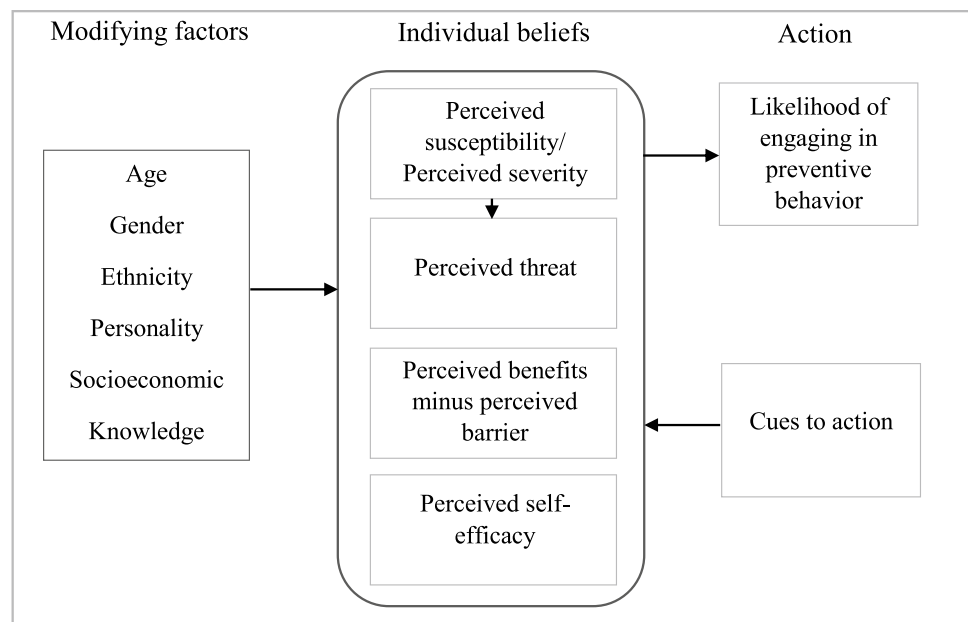 Modifying factors
Individual beliefs
Action
Age
Gender
Ethnicity
Personality
Socioeconomic
Knowledge
Perceived
susceptibility/
Perceived severity
Perceived threat
Perceived benefits
minus perceived
barrier
Perceived self-
efficacy
Likelihood of
engaging in
preventive
behavior
Cues to action